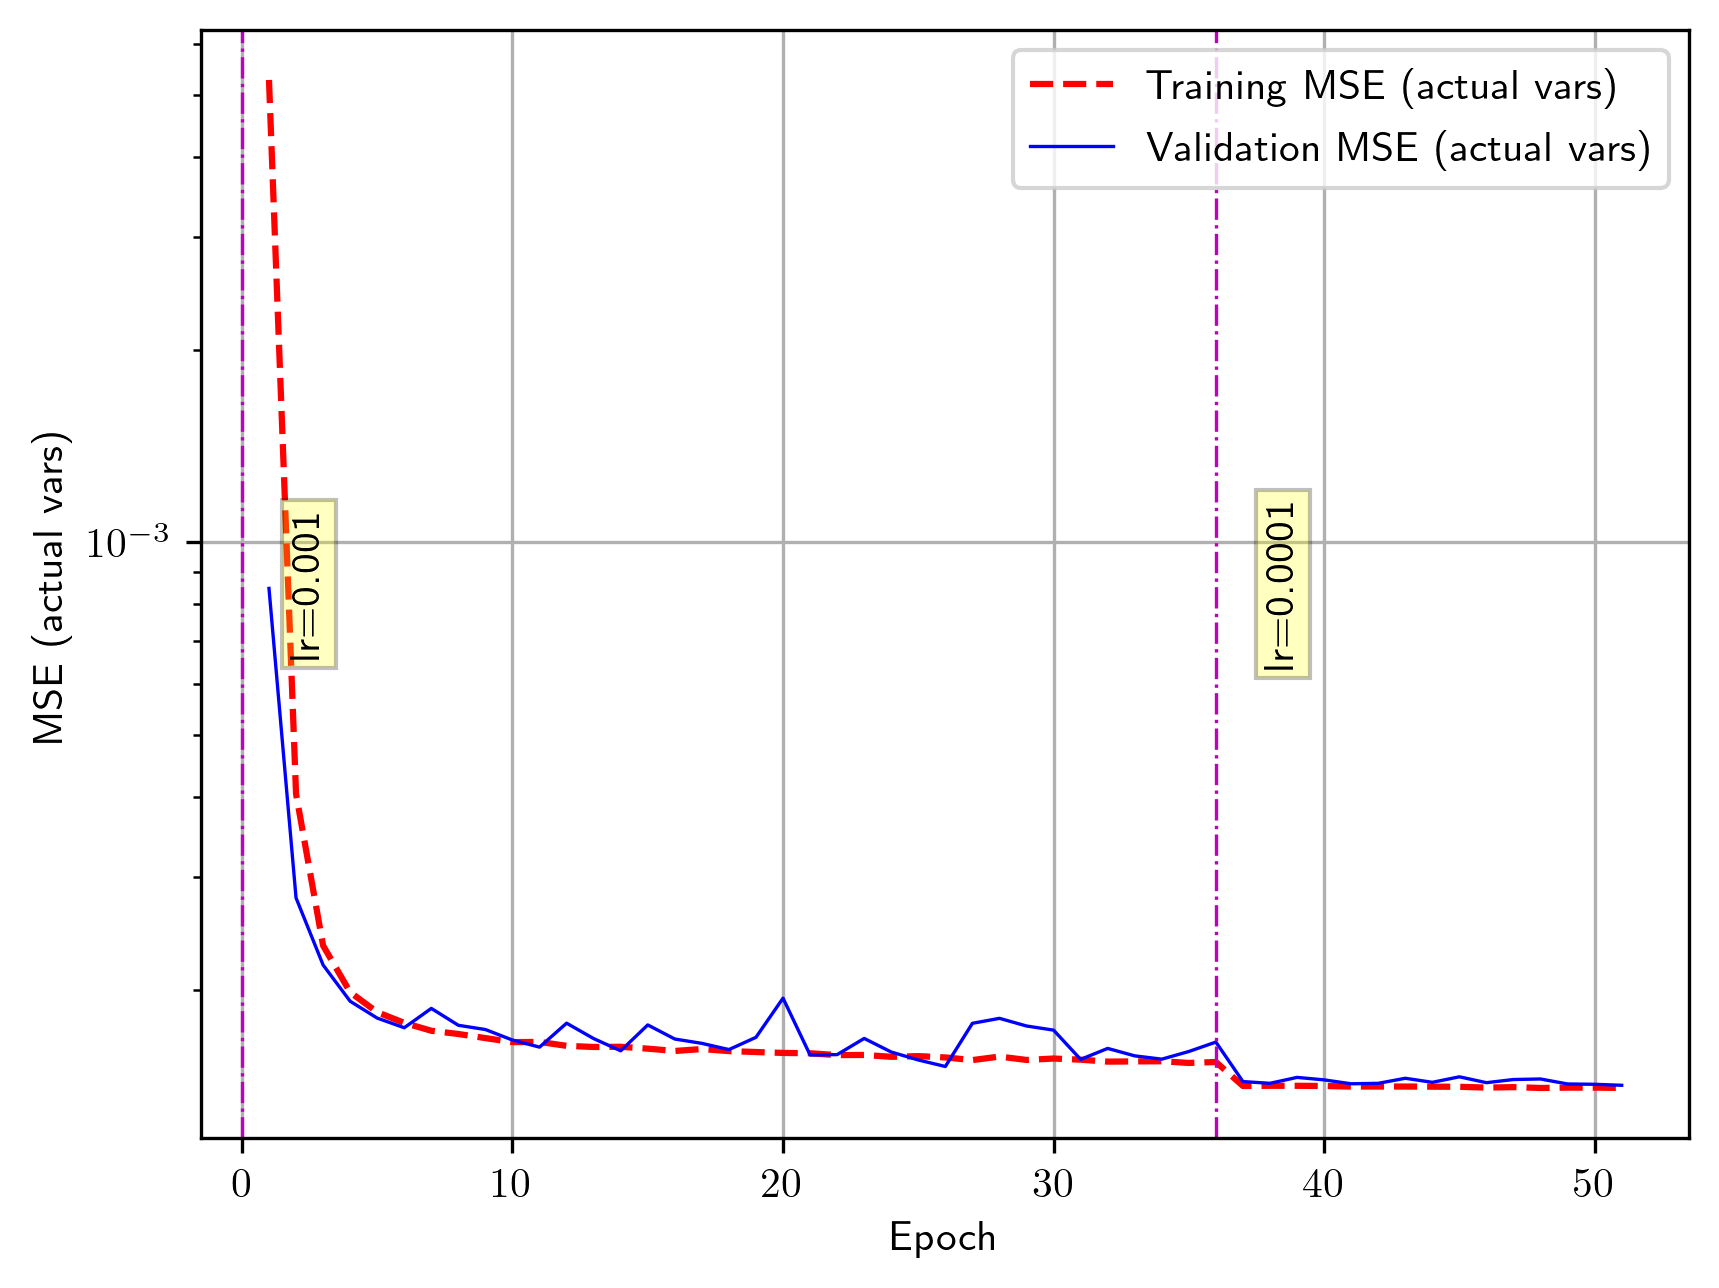 Training MSE (actual vars)
Validation MSE (actual vars)
MSE (actual vars)
10⁻³
lr=0.001
lr=0.0001
0 10 20 30 40 50
Epoch